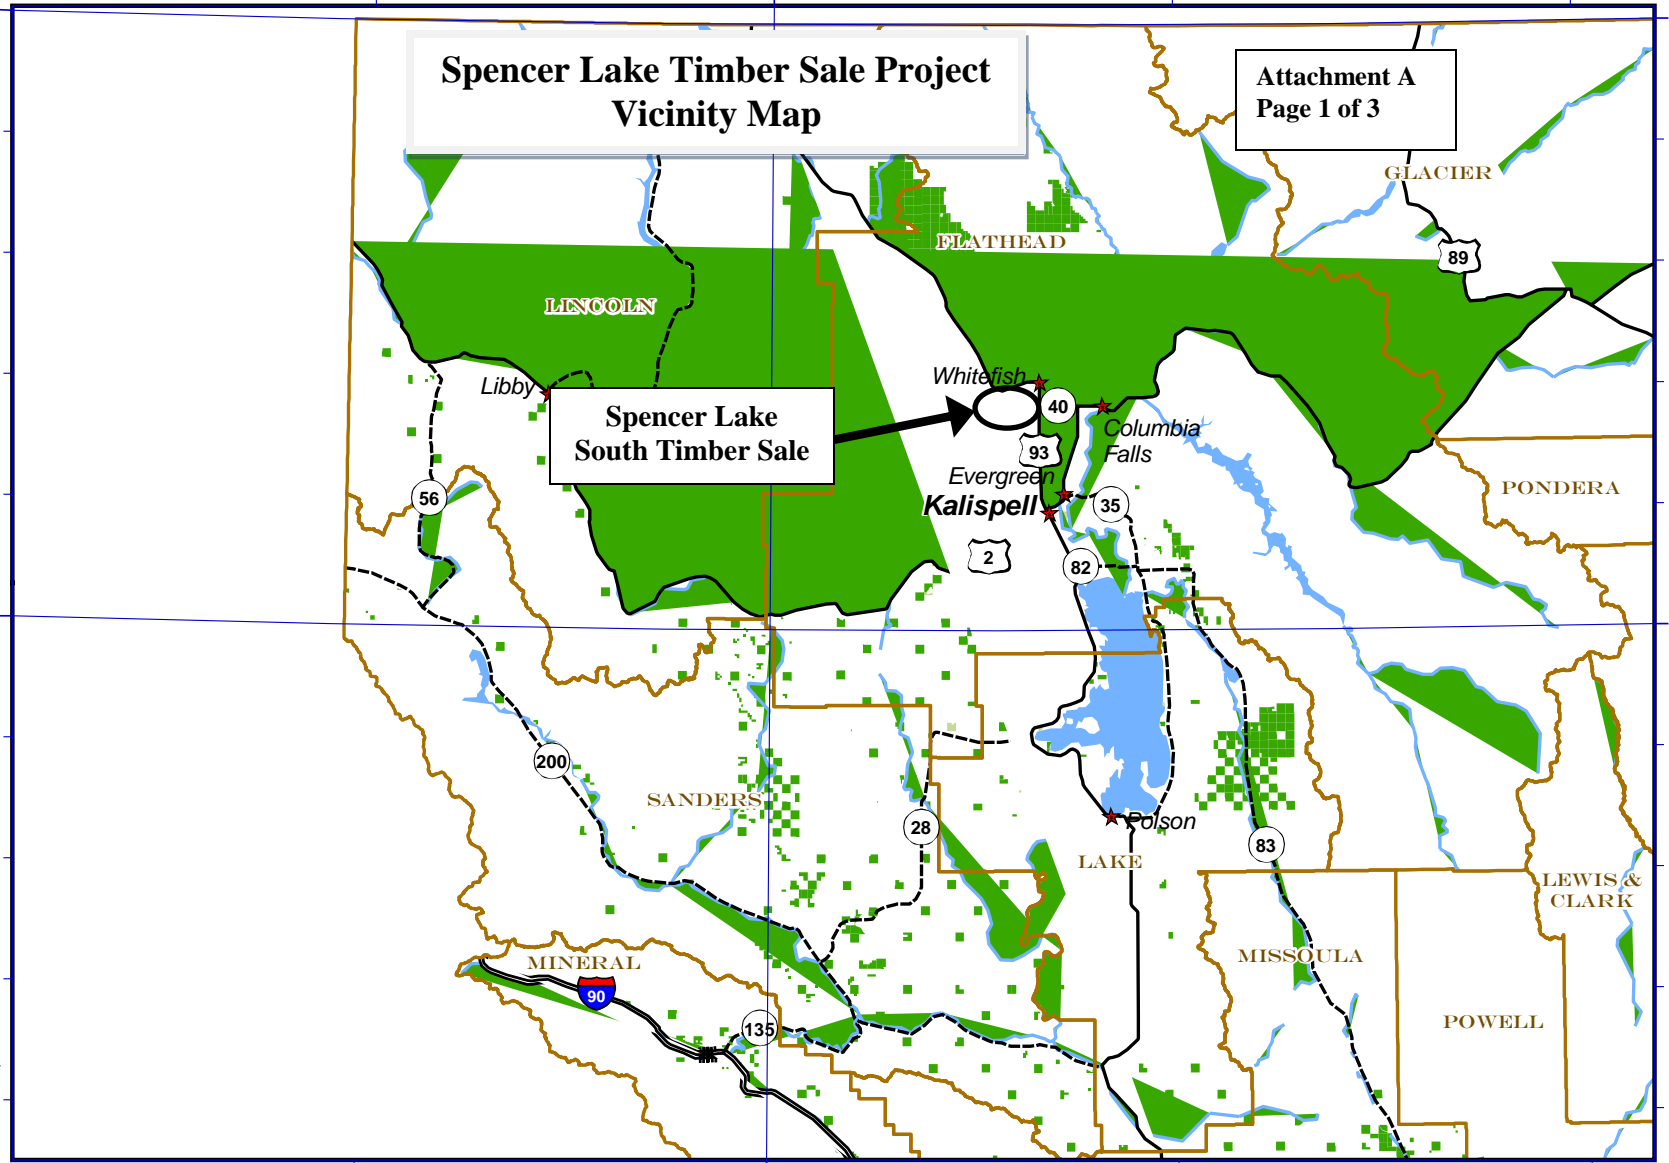 Spencer Lake Timber Sale Project
Vicinity Map
Attachment A
Page 1 of 3
GLACIER
FLATHEAD
89
LINCOLN
Whitefish
Libby
40
Spencer Lake
South Timber Sale
Columbia
Falls
93
Evergreen
PONDERA
56
Kalispell
35
2
82
200
SANDERS
28
Polson
83
LAKE
LEWIS &
CLARK
MISSOULA
MINERAL
90
POWELL
135